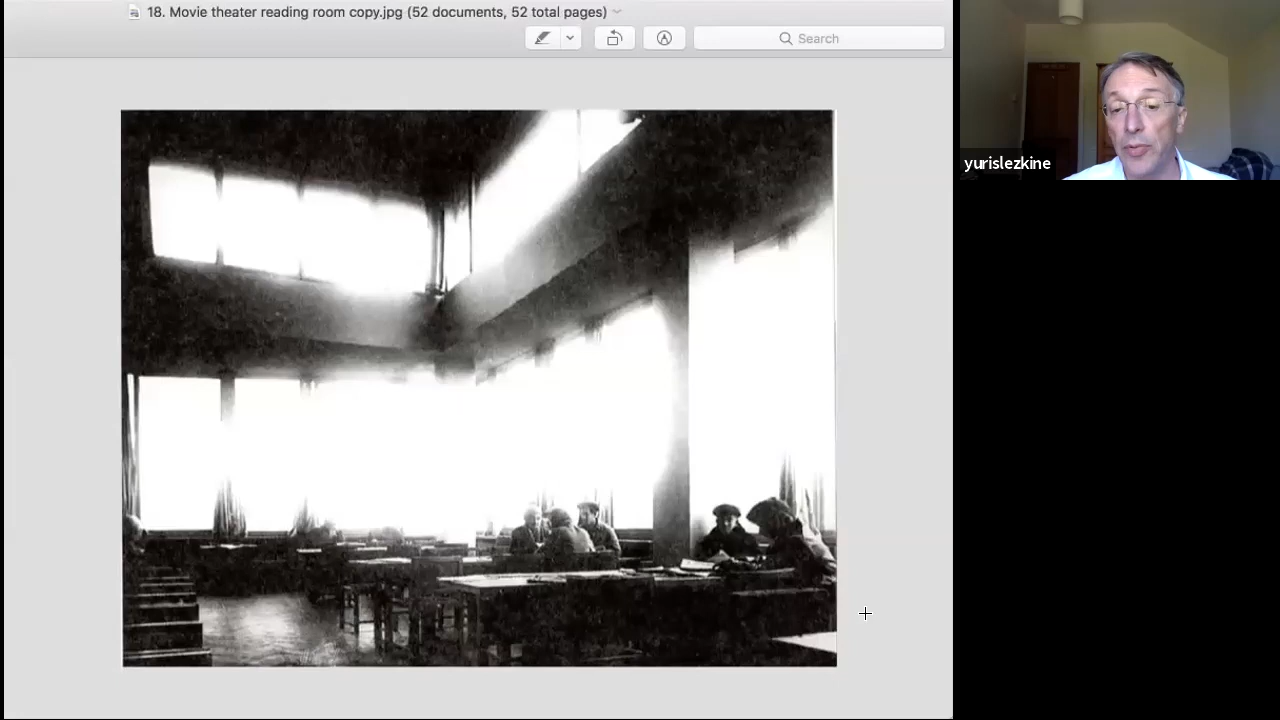 18. Movie theater reading room copy.jpg (52 documents, 52 total pages)
Search
yurislezkine